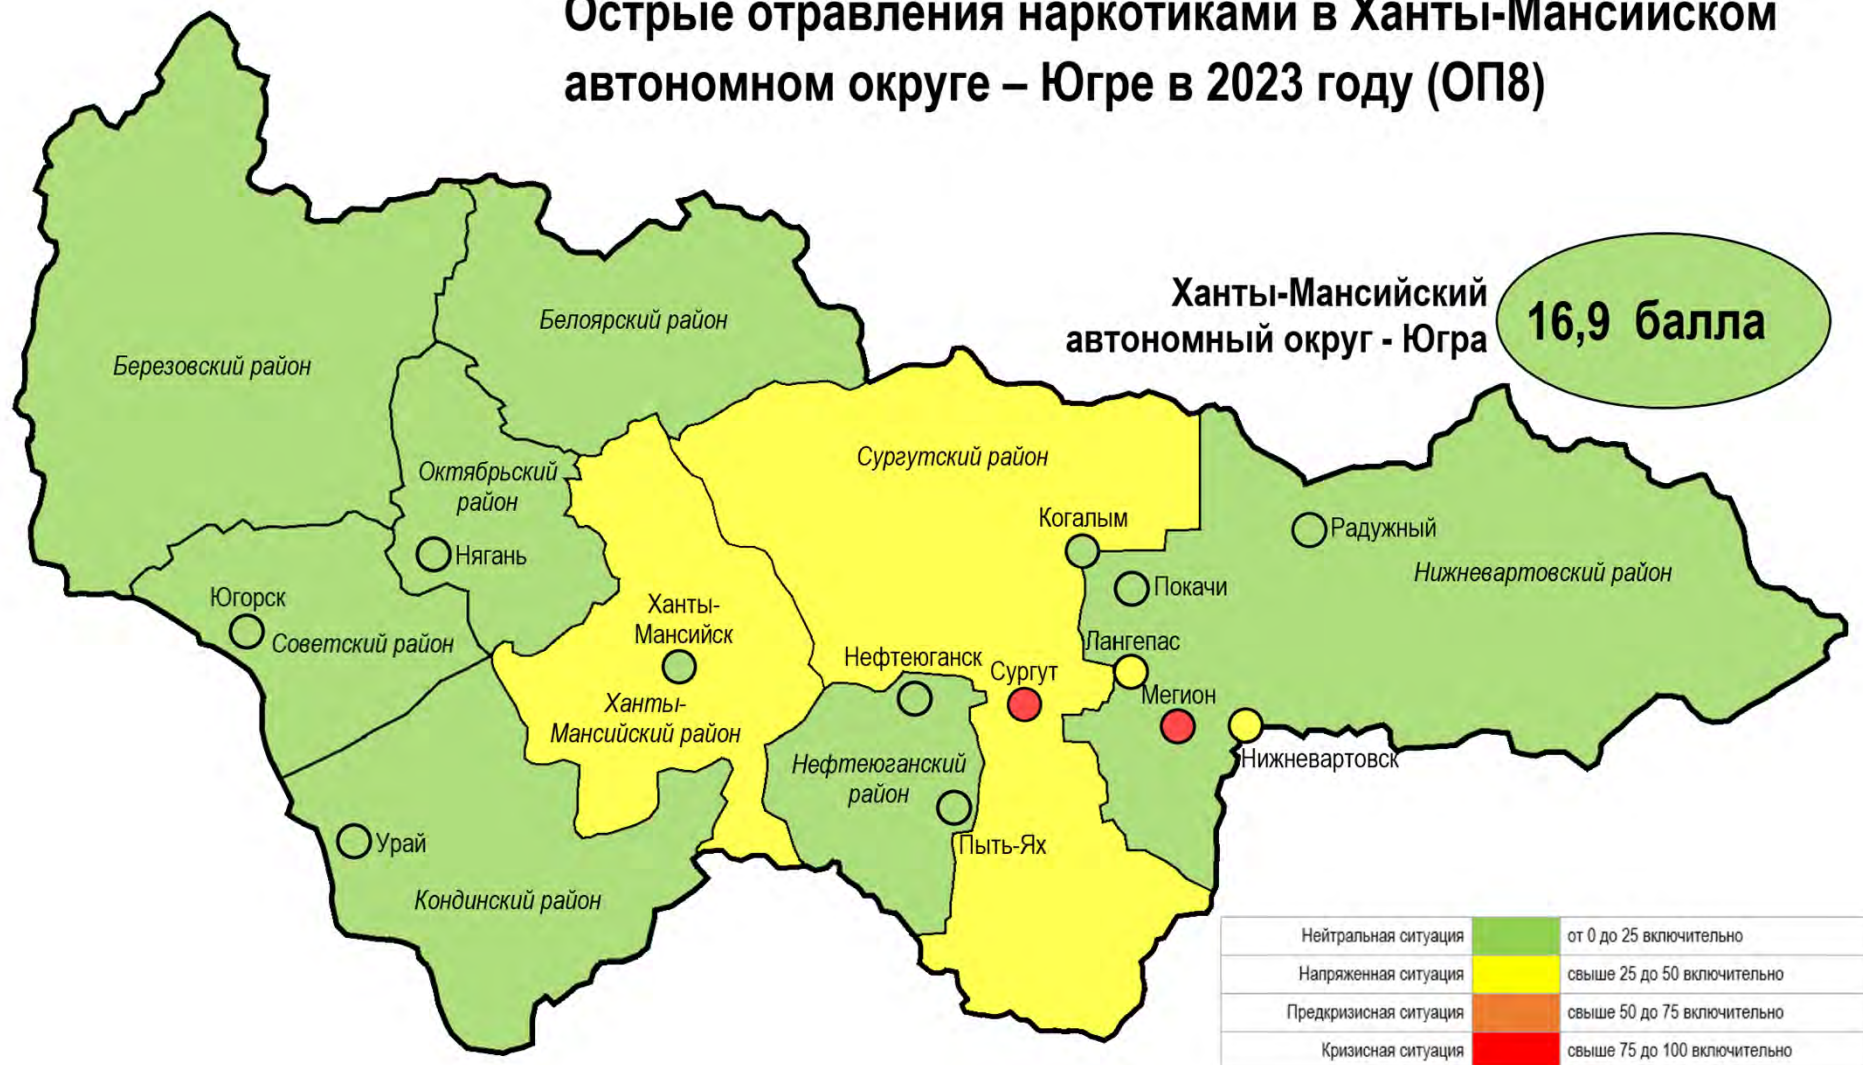 Острые отравления наркотиками в Ханты-Мансийском
автономном округе – Югре в 2023 году (ОП8)
Ханты-Мансийский
автономный округ - Югра
16,9 балла
Березовский район
Белоярский район
Октябрьский
район
Нягань
Югорск
Советский район
Сургутский район
Когалым
Радужный
Покачи
Нижневартовский район
Ханты-
Мансийск
Ханты-
Мансийский район
Нефтеюганск
Сургут
Лангепас
Мегион
Нижневартовск
Нефтеюганский
район
Пыть-Ях
Урай
Кондинский район
Нейтральная ситуация от 0 до 25 включительно
Напряженная ситуация свыше 25 до 50 включительно
Предкризисная ситуация свыше 50 до 75 включительно
Кризисная ситуация свыше 75 до 100 включительно